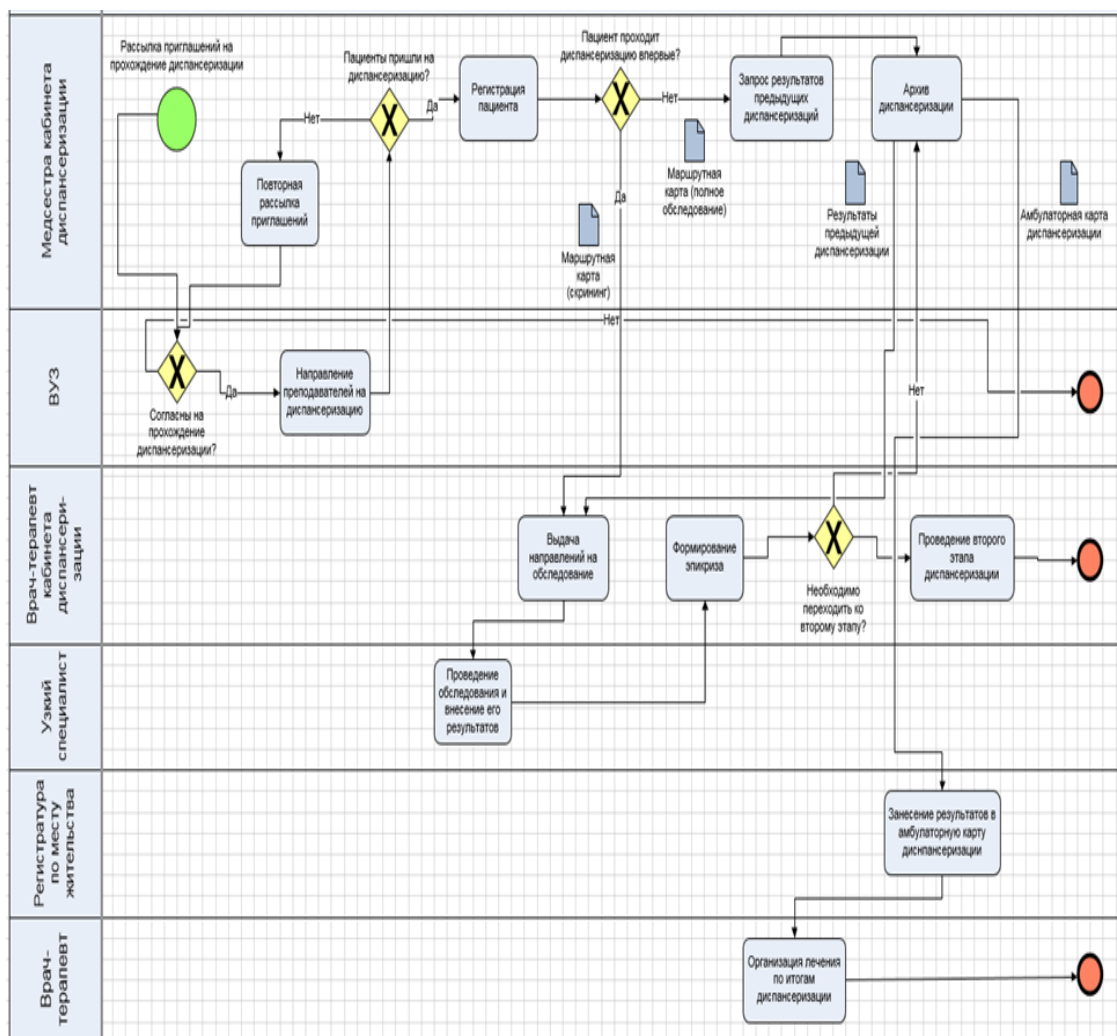 Медсестра кабинета
диспансеризации
Рассылка приглашений на
прохождение диспансеризации
Пациенты пришли на
диспансеризацию?
Да
Нет
Повторная
рассылка
приглашений
Регистрация
пациента
Пациент проходит
диспансеризацию впервые?
Нет
Да
Маршрутная
карта
(скрининг)
Маршрутная
карта (полное
обследование)
Запрос результатов
предыдущих
диспансеризаций
Архив
диспансеризации
Результаты
предыдущей
диспансеризации
Амбулаторная карта
диспансеризации
ВУЗ
Нет
Да
Согласны на
прохождение
диспансеризации?
Направление
преподавателей на
диспансеризацию
Нет
Врач-терапевт
кабинета
диспансери-
зации
Выдача
направлений на
обследование
Формирование
эпикриза
Необходимо
переходить ко
второму этапу?
Проведение второго
этапа
диспансеризации
Узкий
специалист
Проведение
обследования и
внесение его
результатов
Регистратура
по месту
жительства
Занесение результатов в
амбулаторную карту
диснпансеризации
Врач-
терапевт
Организация лечения
по итогам
диспансеризации